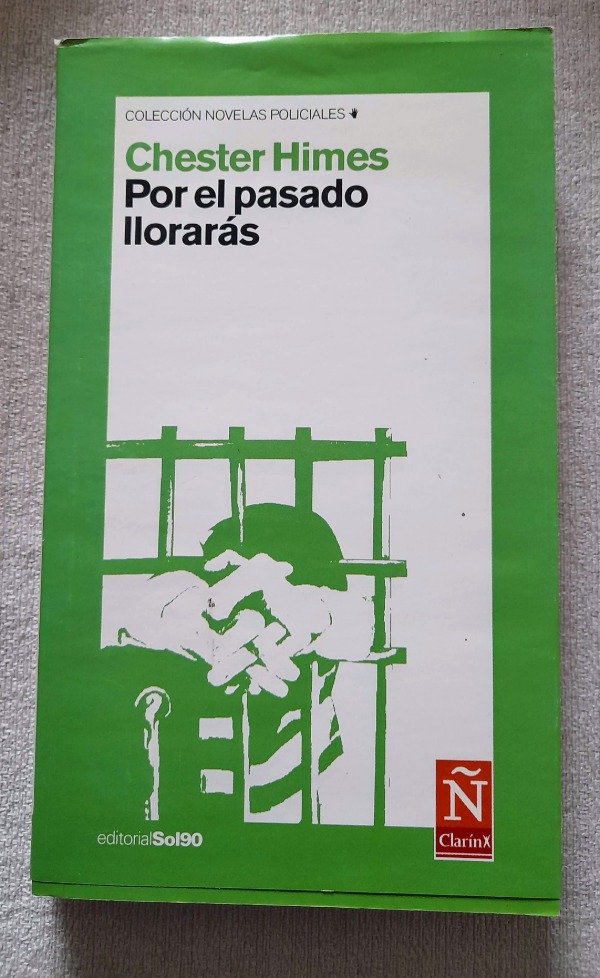 COLECCIÓN NOVELAS POLICIALES
Chester Himes
Por el pasado
llorarás
editorialSol90
Ñ
Clarín